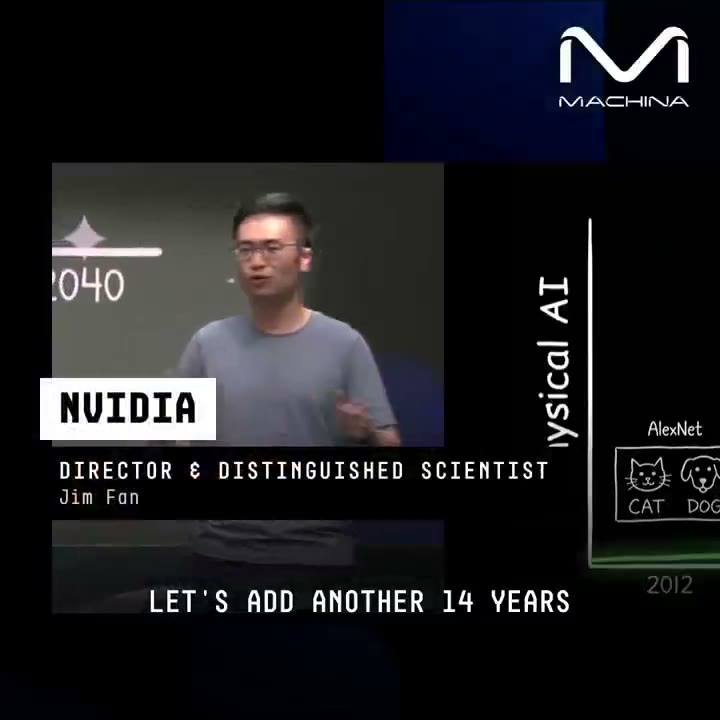 MACHINA
2040
NVIDIA
DIRECTOR & DISTINGUISHED SCIENTIST
Jim Fan
LET'S ADD ANOTHER 14 YEARS
ysical AI
AlexNet
CAT DOG
2012